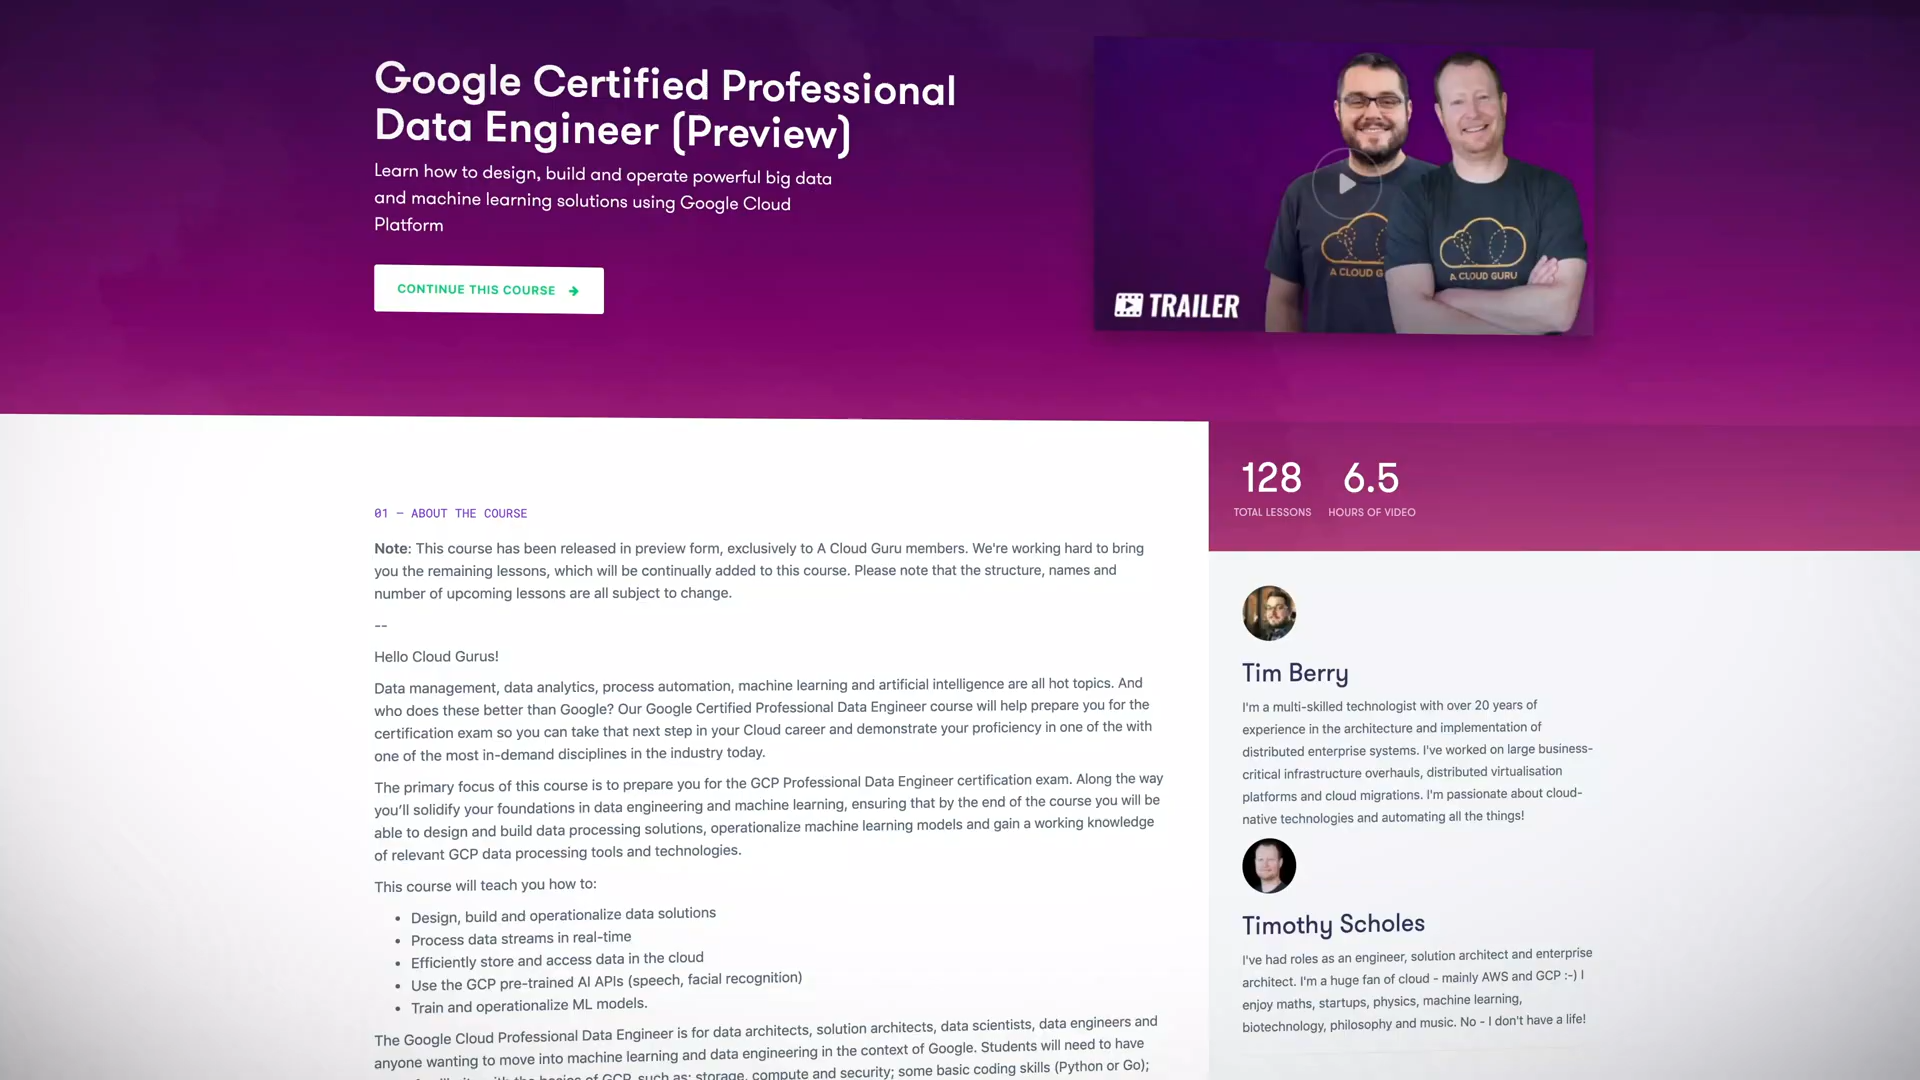 Google Certified Professional
Data Engineer (Preview)
Learn how to design, build and operate powerful big data
and machine learning solutions using Google Cloud
Platform
CONTINUE THIS COURSE
A CLOUD G
A CLOUD GURU
TRAILER
128
TOTAL LESSONS
6.5
HOURS OF VIDEO
01 — ABOUT THE COURSE
Note: This course has been released in preview form, exclusively to A Cloud Guru members. We're working hard to bring
you the remaining lessons, which will be continually added to this course. Please note that the structure, names and
number of upcoming lessons are all subject to change.
--
Hello Cloud Gurus!
Data management, data analytics, process automation, machine learning and artificial intelligence are all hot topics. And
who does these better than Google? Our Google Certified Professional Data Engineer course will help prepare you for the
certification exam so you can take that next step in your Cloud career and demonstrate your proficiency in one of the with
one of the most in-demand disciplines in the industry today.
The primary focus of this course is to prepare you for the GCP Professional Data Engineer certification exam. Along the way
you’ll solidify your foundations in data engineering and machine learning, ensuring that by the end of the course you will be
able to design and build data processing solutions, operationalize machine learning models and gain a working knowledge
of relevant GCP data processing tools and technologies.
This course will teach you how to:
• Design, build and operationalize data solutions
• Process data streams in real-time
• Efficiently store and access data in the cloud
• Use the GCP pre-trained AI APIs (speech, facial recognition)
• Train and operationalize ML models.
The Google Cloud Professional Data Engineer is for data architects, solution architects, data scientists, data engineers and
anyone wanting to move into machine learning and data engineering in the context of Google. Students will need to have
with the basics of GCP, such as: storage, compute and security; some basic coding skills (Python or Go);
Tim Berry
I'm a multi-skilled technologist with over 20 years of
experience in the architecture and implementation of
distributed enterprise systems. I've worked on large business-
critical infrastructure overhauls, distributed virtualisation
platforms and cloud migrations. I'm passionate about cloud-
native technologies and automating all the things!
Timothy Scholes
I've had roles as an engineer, solution architect and enterprise
architect. I'm a huge fan of cloud - mainly AWS and GCP :-) I
enjoy maths, startups, physics, machine learning,
biotechnology, philosophy and music. No - I don't have a life!